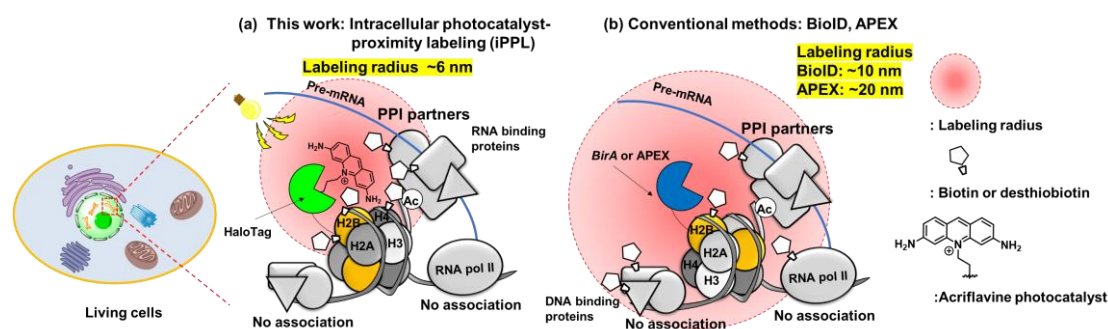 (a) This work: Intracellular photocatalyst-
proximity labeling (iPPL)
Labeling radius ~6 nm
Pre-mRNA
PPI partners
RNA binding
proteins
H₂N
N
NH₂
Ac
HaloTag
H2B
H4
H2A
H3
RNA pol II
No association
No association
Living cells
(b) Conventional methods: BioID, APEX
Labeling radius
BioID: ~10 nm
APEX: ~20 nm
Pre-mRNA
PPI partners
BirA or APEX
Ac
H2B
H2A
H4
H3
RNA pol II
DNA binding
proteins
No association
No association
: Labeling radius
: Biotin or desthiobiotin
H₂N
N
NH₂
:Acriflavine photocatalyst